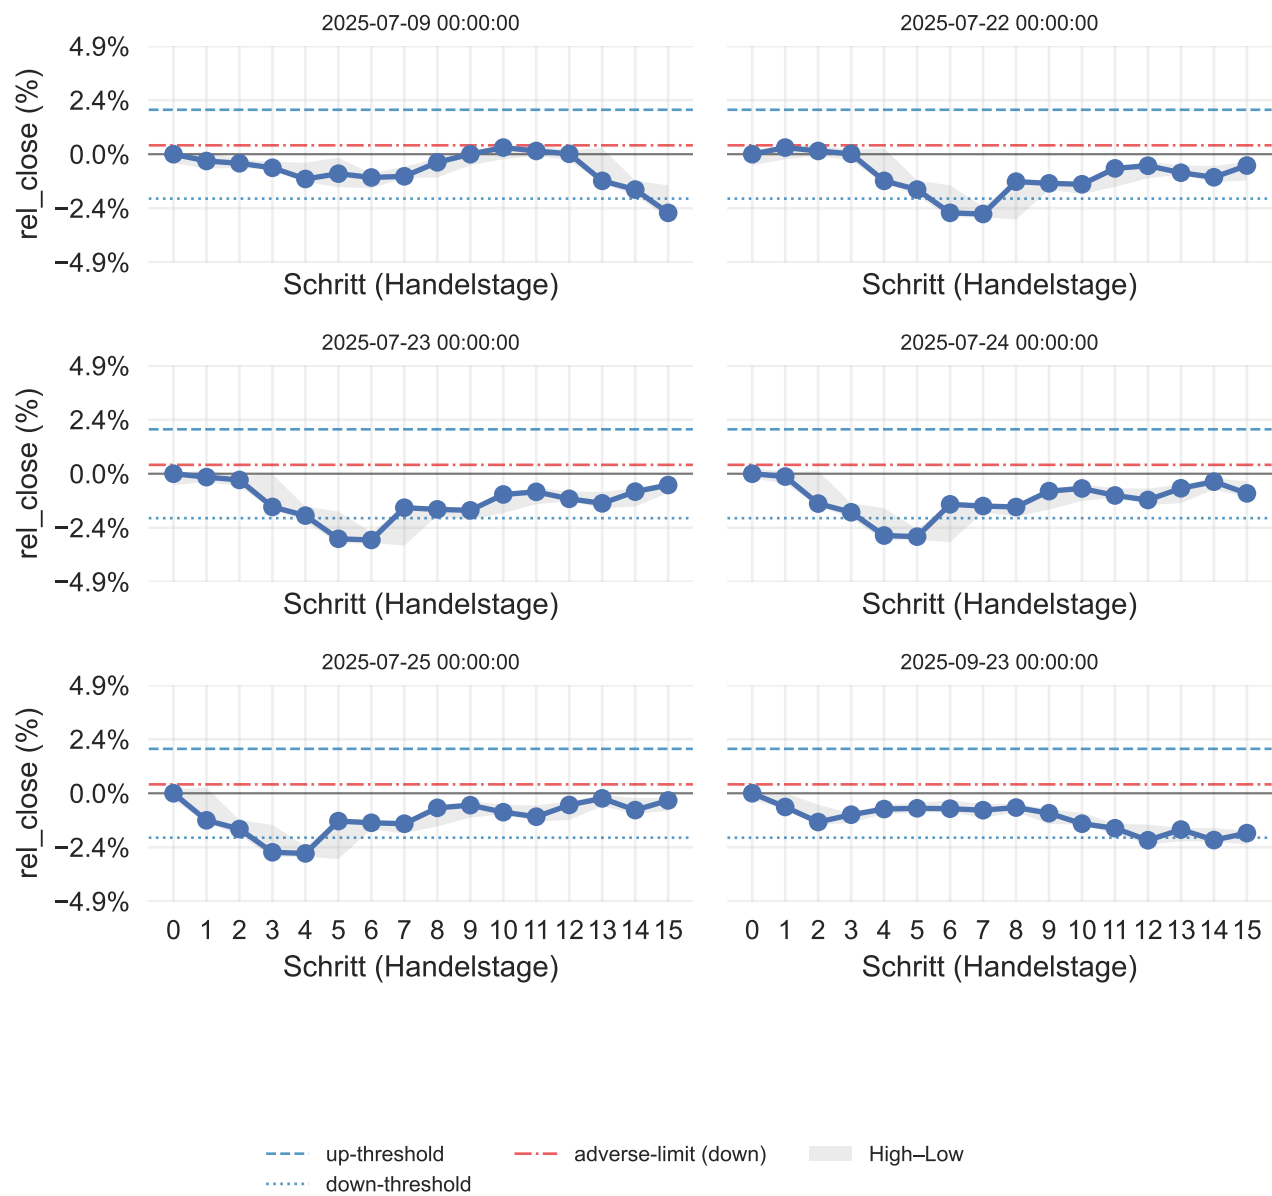 2025-07-09 00:00:00
2025-07-22 00:00:00
4.9%
2.4%
0.0%
−2.4%
−4.9%
rel_close (%)
Schritt (Handelstage)
Schritt (Handelstage)
2025-07-23 00:00:00
2025-07-24 00:00:00
4.9%
2.4%
0.0%
−2.4%
−4.9%
rel_close (%)
Schritt (Handelstage)
Schritt (Handelstage)
2025-07-25 00:00:00
2025-09-23 00:00:00
4.9%
2.4%
0.0%
−2.4%
−4.9%
rel_close (%)
0 1 2 3 4 5 6 7 8 9 10 11 12 13 14 15
0 1 2 3 4 5 6 7 8 9 10 11 12 13 14 15
Schritt (Handelstage)
Schritt (Handelstage)
up-threshold
down-threshold
adverse-limit (down)
High–Low